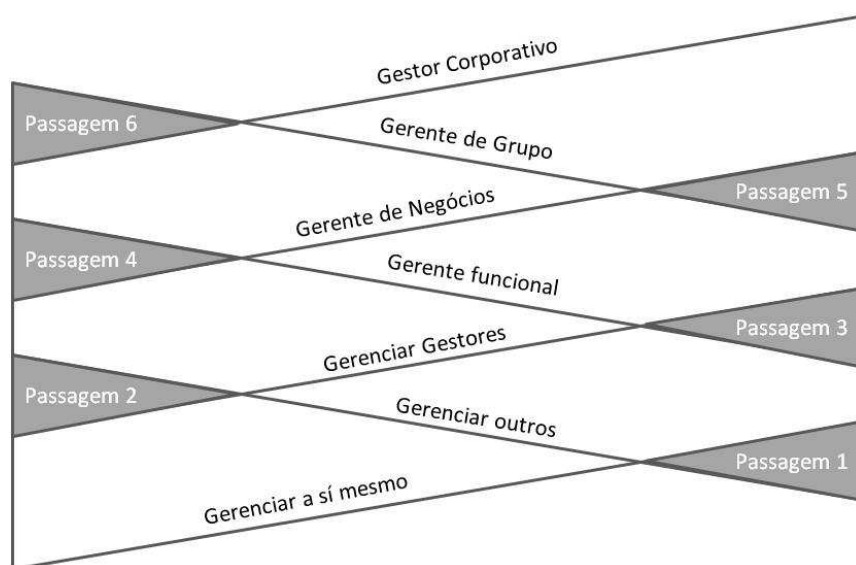 Gestor Corporativo
Passagem 6
Gerente de Grupo
Passagem 5
Gerente de Negócios
Passagem 4
Gerente funcional
Passagem 3
Gerenciar Gestores
Passagem 2
Gerenciar outros
Passagem 1
Gerenciar a sí mesmo